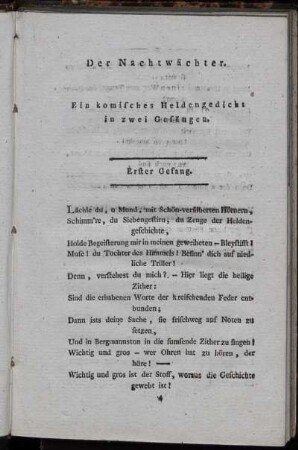 Der Nachtwächter.
Ein komisches Heldengedicht
in zwei Gesängen.
Erster Gesang.
Lächle du, o Mond, mit Schön-versilberten Hörnern,
Schimm're, du Siebengestirn; du Zeuge der Helden-
geschichte,
Holde Begeisterung mir in meinen geweiheten — Bleystift!
Muse! du Tochter des Himmels! Besinn' dich auf nied-
liche Triller!
Denn, verstehest du mich? — Hier liegt die heilige
Zither:
Sind die erhabenen Worte der kreischenden Feder ent-
bunden;
Dann ists deine Sache, sie frischweg auf Noten zu
setzen,
Und in Bergmannston in die sumsende Zither zu singen!
Wichtig und gros — wer Ohren hat zu hören, der
höre! —
Wichtig und gros ist der Stoff, woraus die Geschichte
gewebt ist!